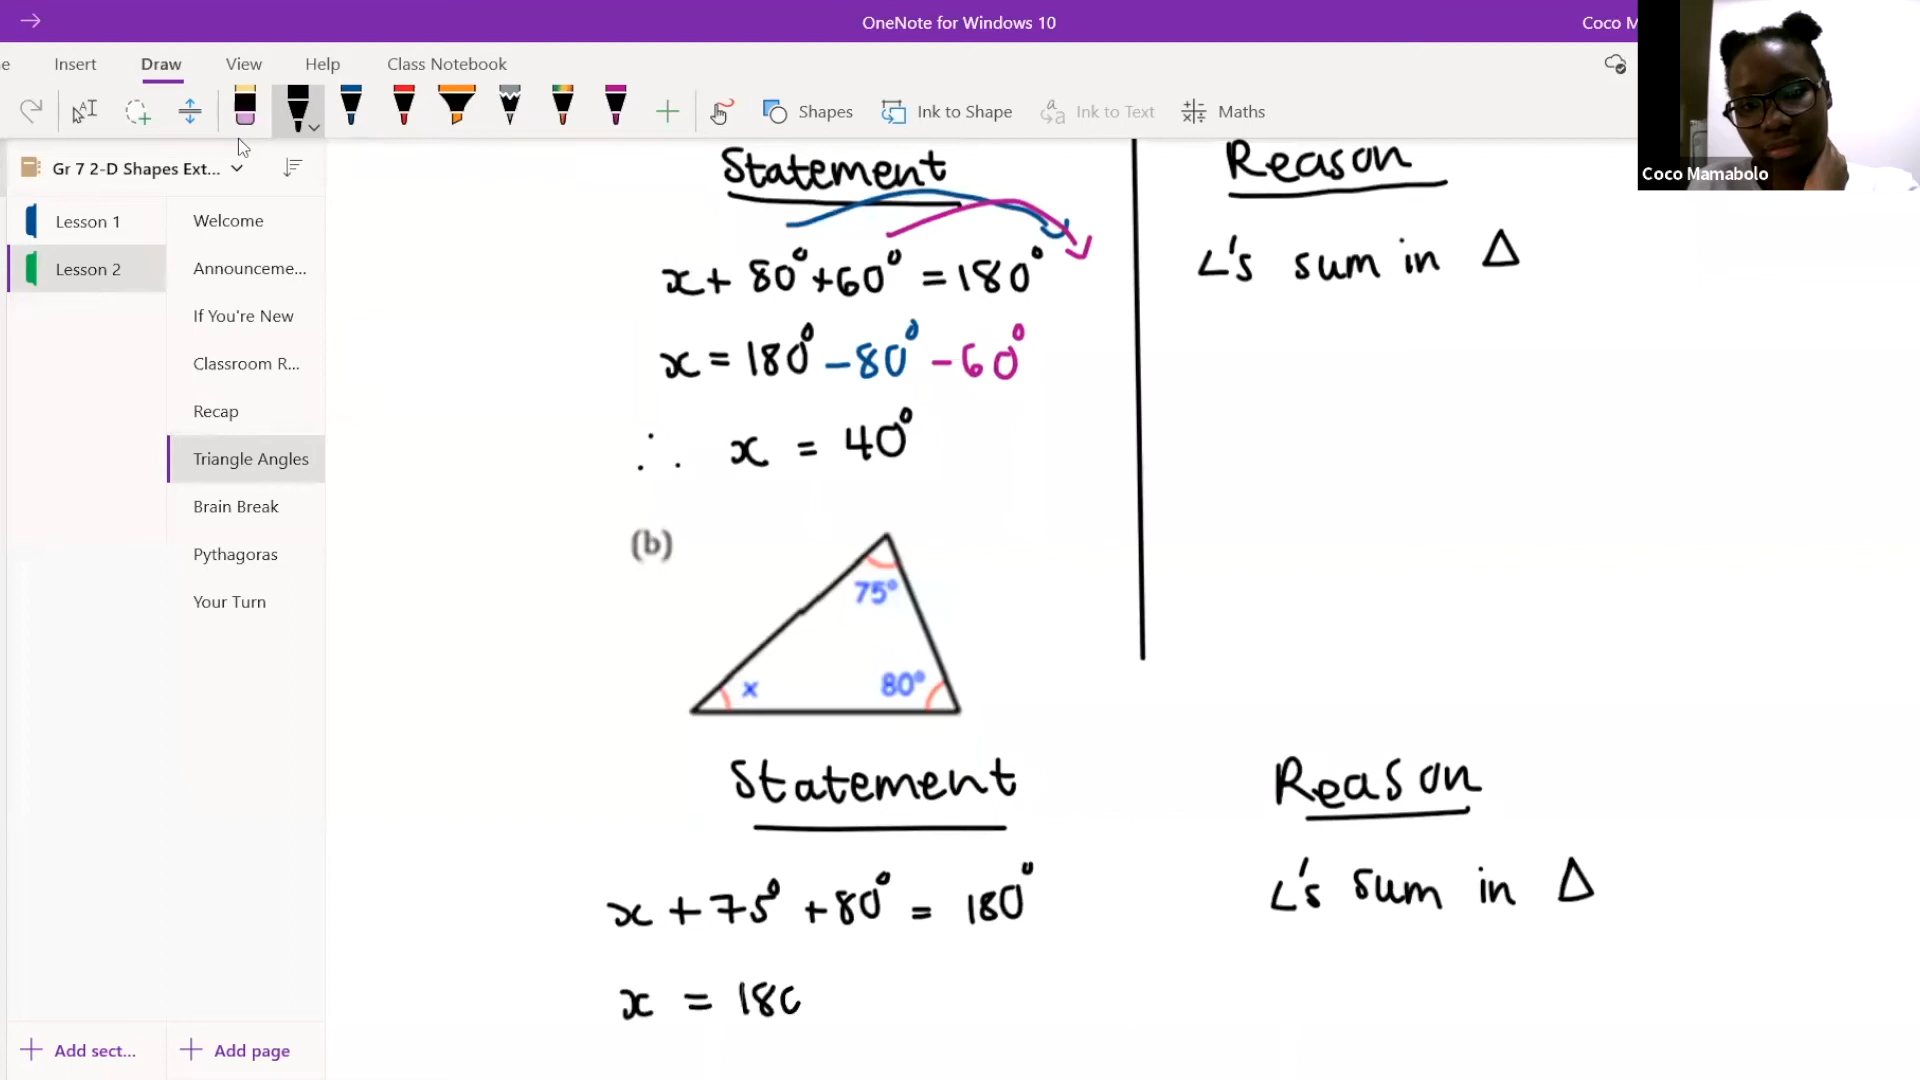 OneNote for Windows 10
Coco M
Insert Draw View Help Class Notebook
Shapes Ink to Shape Ink to Text Maths
Coco Mamabolo
Gr 7 2-D Shapes Ext...
Lesson 1
Lesson 2
Welcome
Announceme...
If You're New
Classroom R...
Recap
Triangle Angles
Brain Break
Pythagoras
Your Turn
Add sect...
Add page
Statement Reason
x + 80° + 60° = 180° ∠'s sum in Δ
x = 180° - 80° - 60°
∴ x = 40°
(b)
75°
x 80°
Statement Reason
x + 75° + 80° = 180° ∠'s sum in Δ
x = 180